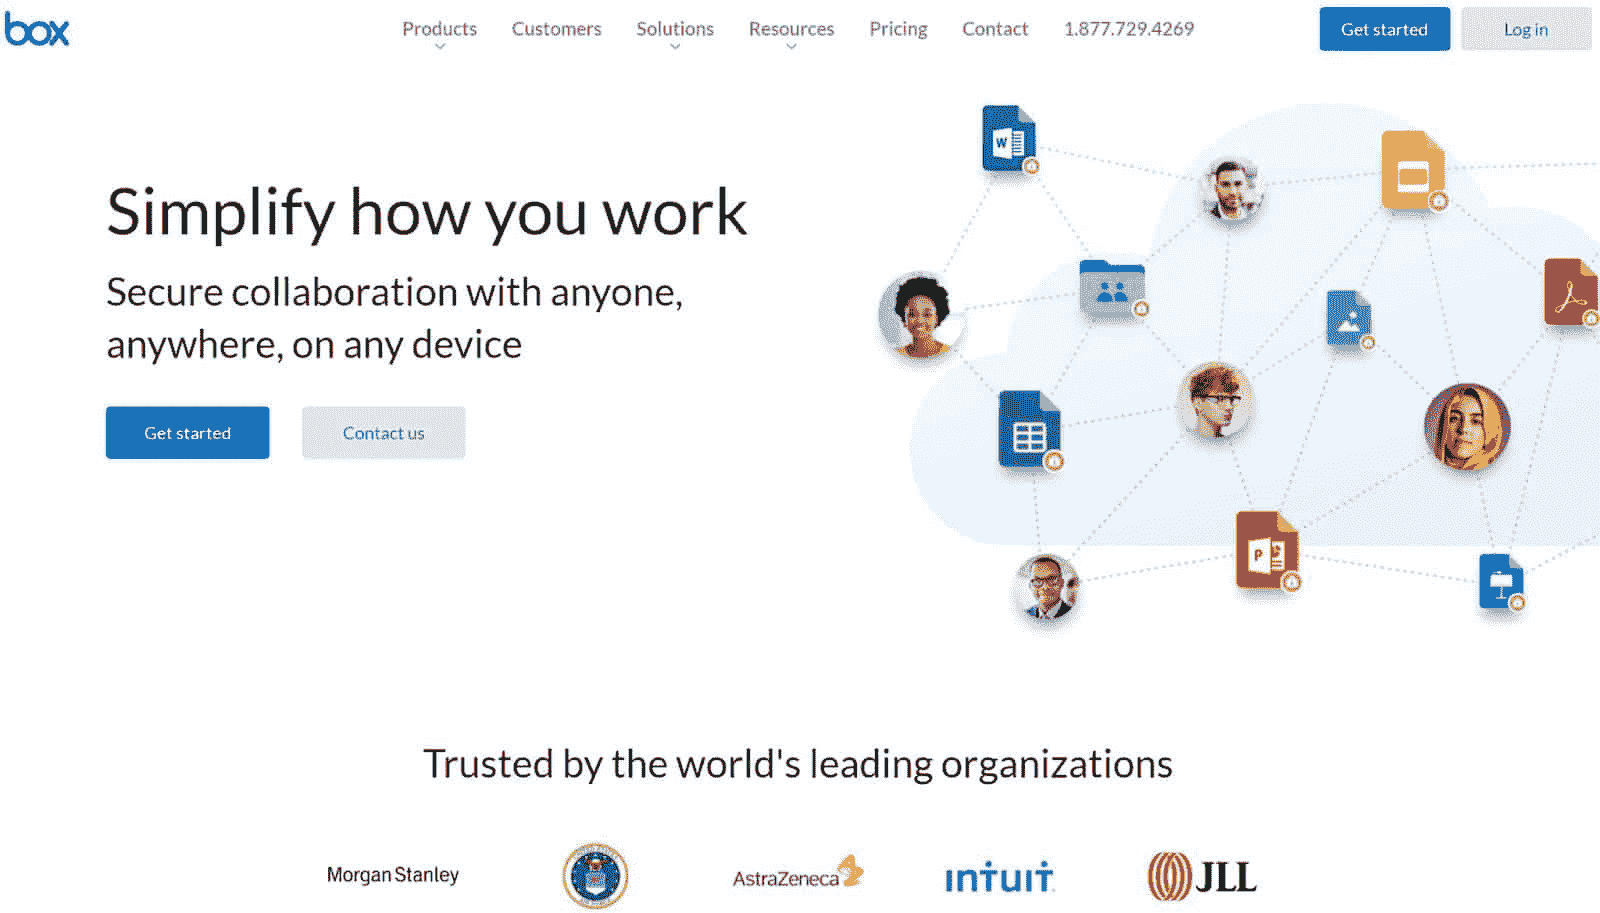 box
Products
Customers
Solutions
Resources
Pricing
Contact
1.877.729.4269
Get started
Log in
Simplify how you work
Secure collaboration with anyone,
anywhere, on any device
Get started
Contact us
W
P
Trusted by the world's leading organizations
Morgan Stanley
AstraZeneca
intuit
JLL